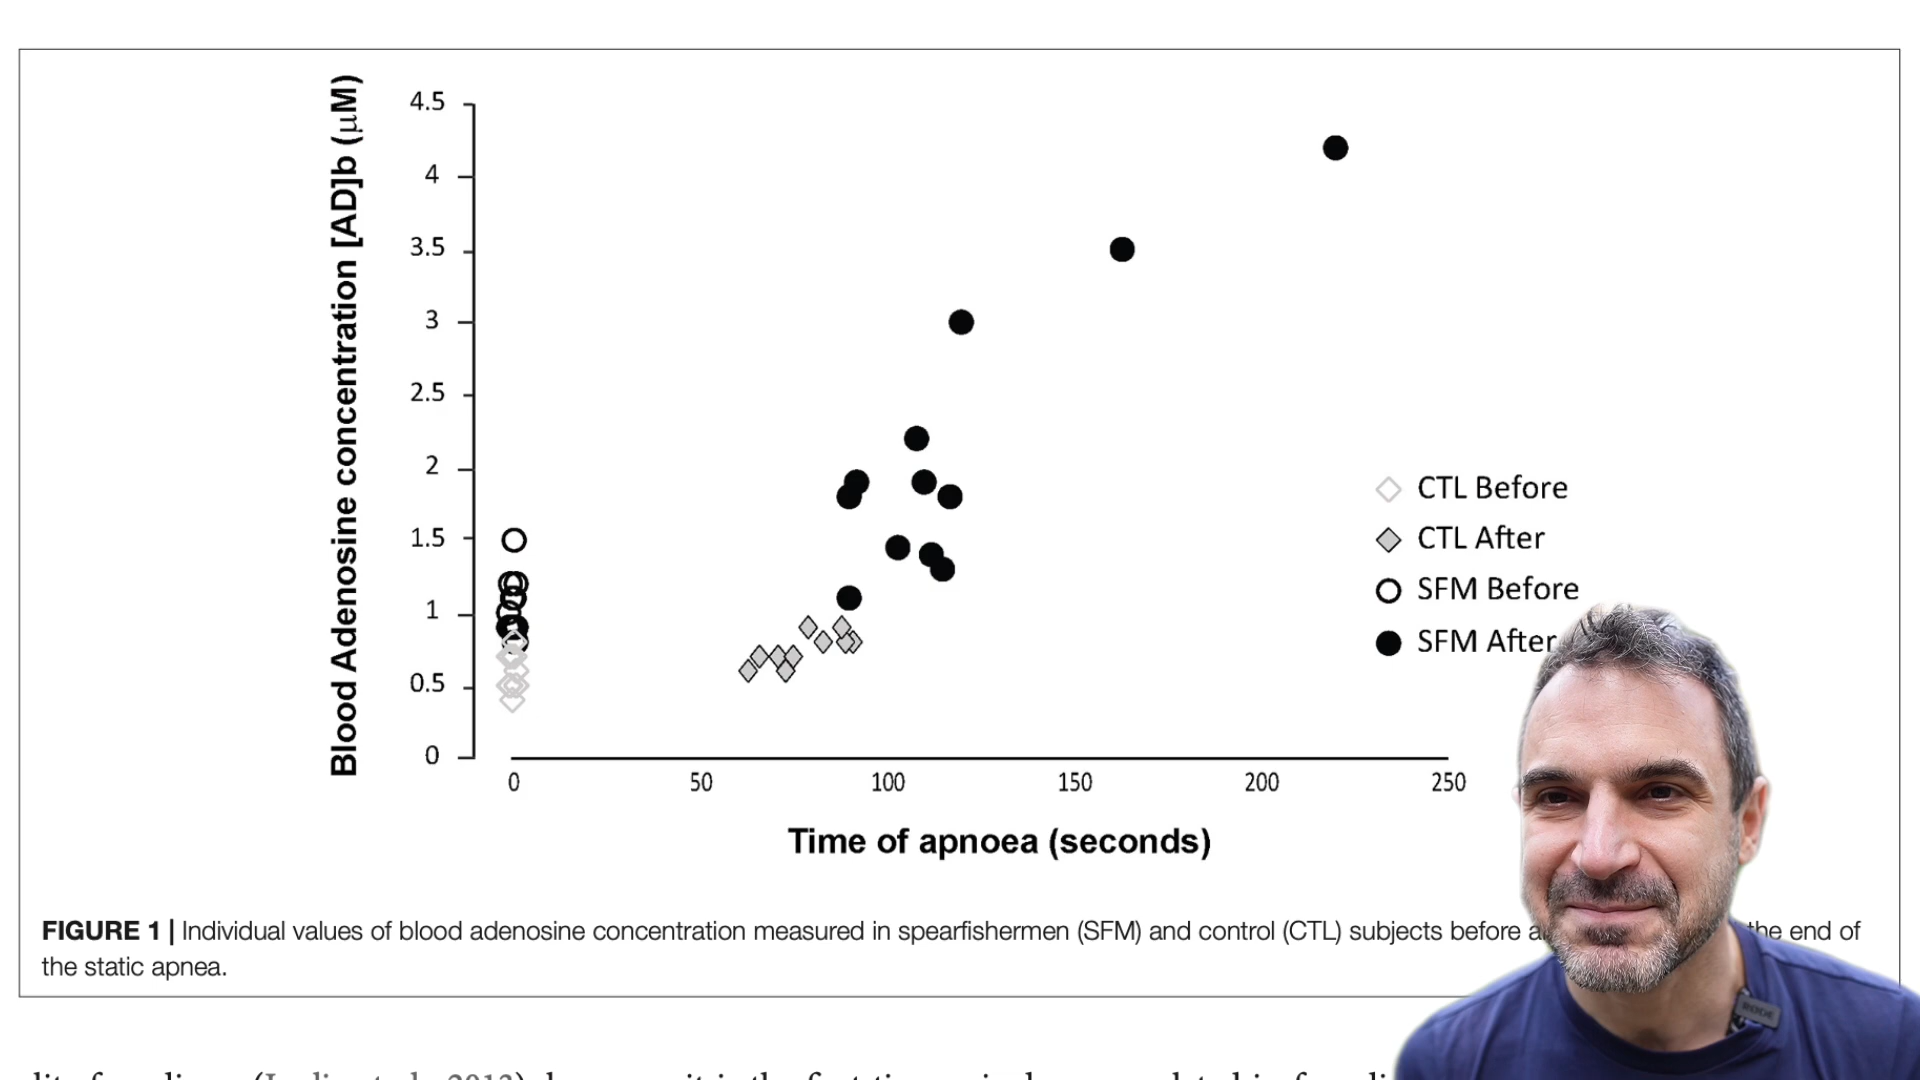 Blood Adenosine concentration [AD]b (µM)
4.5
4
3.5
3
2.5
2
1.5
1
0.5
0
0 50 100 150 200 250
Time of apnoea (seconds)
CTL Before
CTL After
SFM Before
SFM After
FIGURE 1 | Individual values of blood adenosine concentration measured in spearfishermen (SFM) and control (CTL) subjects before the end of
the static apnea.
RODE